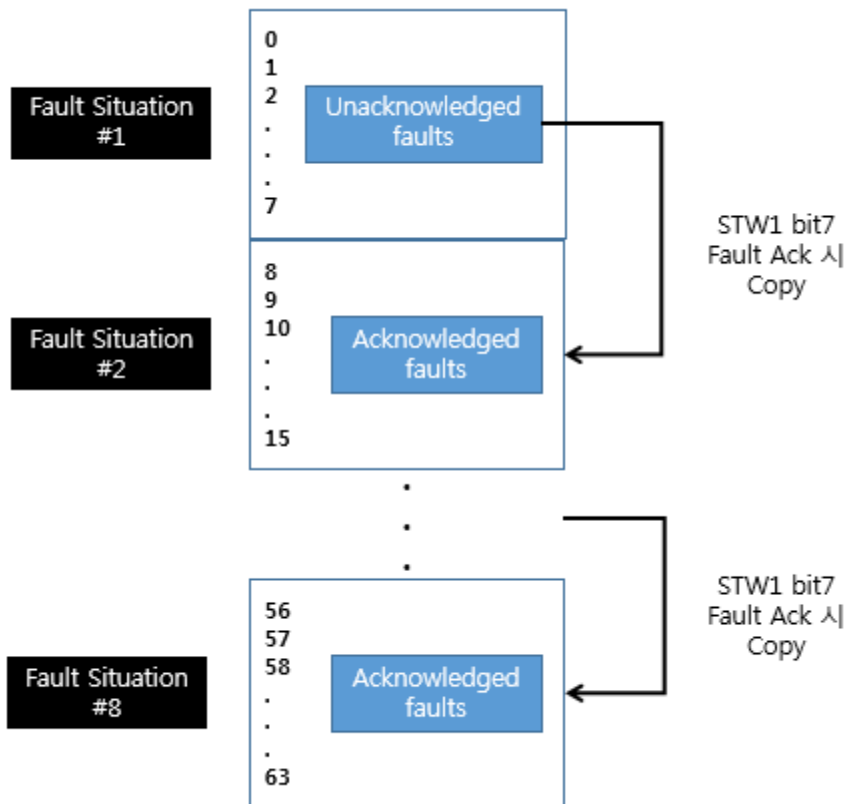 Fault Situation
#1
0
1
2
.
.
.
7
Unacknowledged
faults
STW1 bit7
Fault Ack 시
Copy
Fault Situation
#2
8
9
10
.
.
.
15
Acknowledged
faults
.
.
.
Fault Situation
#8
56
57
58
.
.
.
63
Acknowledged
faults
STW1 bit7
Fault Ack 시
Copy